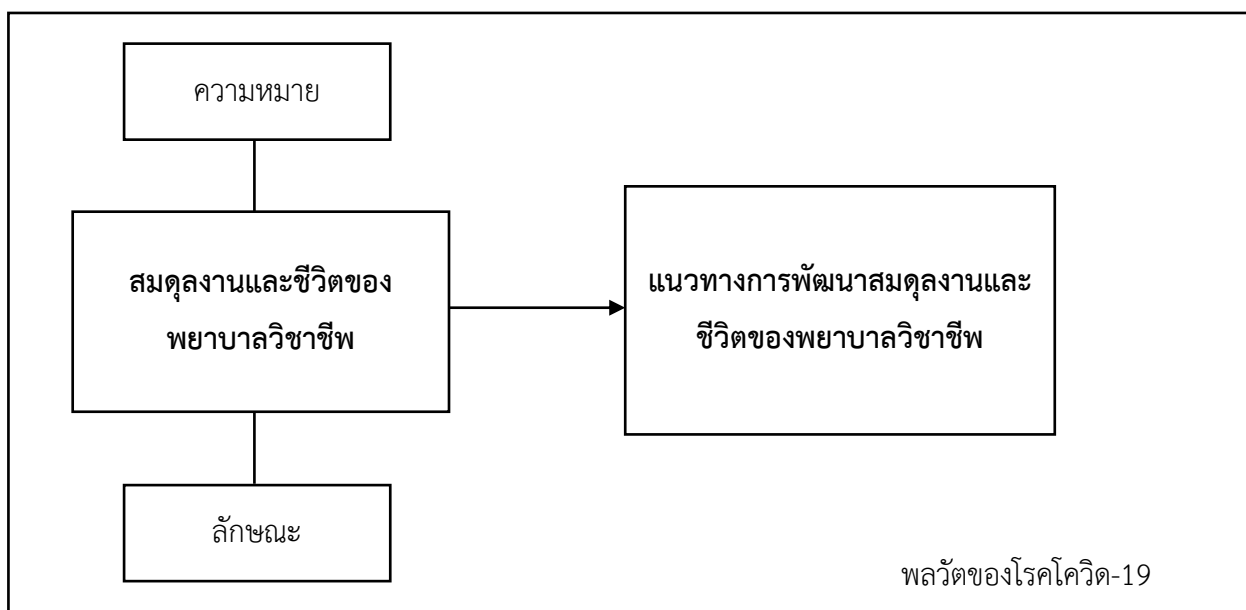 ความหมาย
สมดุลงานและชีวิตของ
พยาบาลวิชาชีพ
แนวทางการพัฒนาสมดุลงานและ
ชีวิตของพยาบาลวิชาชีพ
ลักษณะ
พลวัตของโรคโควิด-19